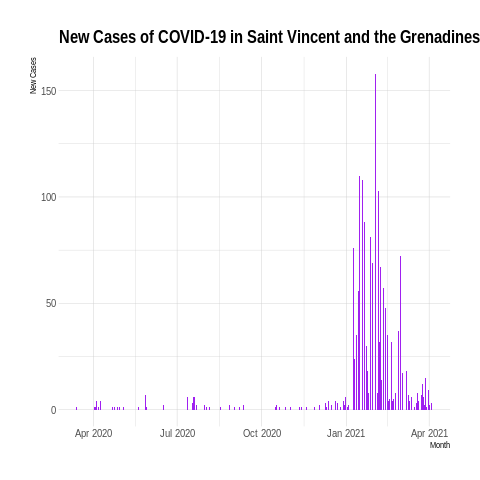 New Cases of COVID-19 in Saint Vincent and the Grenadines
New Cases
150
100
50
0
Apr 2020 Jul 2020 Oct 2020 Jan 2021 Apr 2021
Month